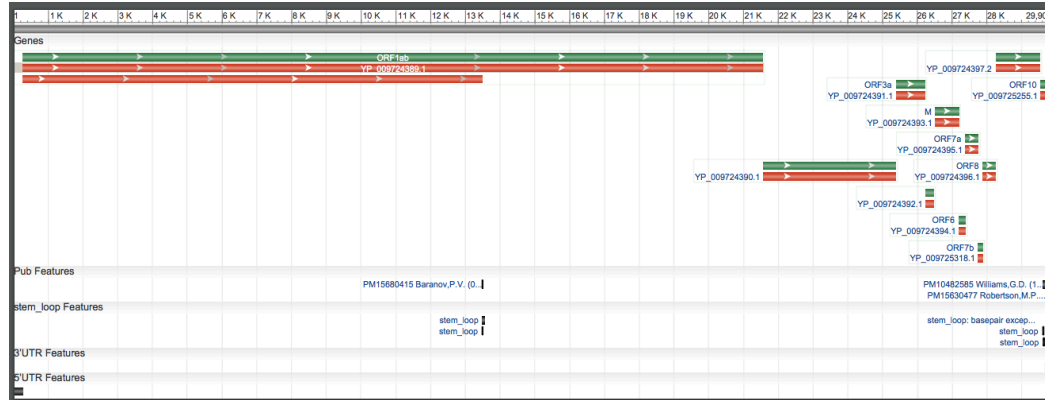 1 1 K 2 K 3 K 4 K 5 K 6 K 7 K 8 K 9 K 10 K 11 K 12 K 13 K 14 K 15 K 16 K 17 K 18 K 19 K 20 K 21 K 22 K 23 K 24 K 25 K 26 K 27 K 28 K 29,90
Genes
ORF1ab
YP_009724389.1
YP_009724397.2
ORF3a ORF10
YP_009724391.1 YP_009725255.1
M
YP_009724393.1
ORF7a
YP_009724395.1
ORF8
YP_009724390.1 YP_009724396.1
YP_009724392.1
ORF6
YP_009724394.1
ORF7b
YP_009725318.1
Pub Features
PM15680415 Baranov,P.V. (0... PM10482585 Williams,G.D. (1...
PM15630477 Robertson,M.P....
stem_loop Features
stem_loop stem_loop: basepair excep...
stem_loop stem_loop
stem_loop
3'UTR Features
5'UTR Features